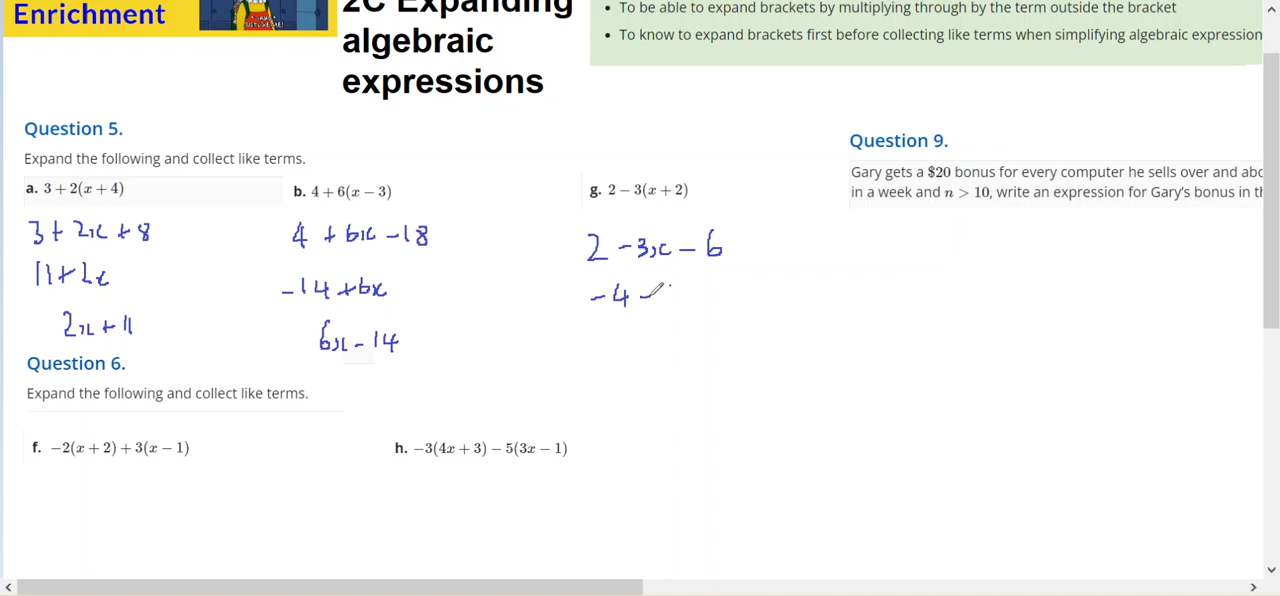 Enrichment
2C Expanding
algebraic
expressions
• To be able to expand brackets by multiplying through by the term outside the bracket
• To know to expand brackets first before collecting like terms when simplifying algebraic expression
Question 5.
Expand the following and collect like terms.
a. 3 + 2(x + 4)
3 + 2x + 8
11 + 2x
2x + 11
b. 4 + 6(x − 3)
4 + 6x - 18
-14 + 6x
6x - 14
g. 2 − 3(x + 2)
2 - 3x - 6
-4 -
Question 6.
Expand the following and collect like terms.
f. −2(x + 2) + 3(x − 1)
h. −3(4x + 3) − 5(3x − 1)
Question 9.
Gary gets a $20 bonus for every computer he sells over and abo
in a week and n > 10, write an expression for Gary's bonus in th